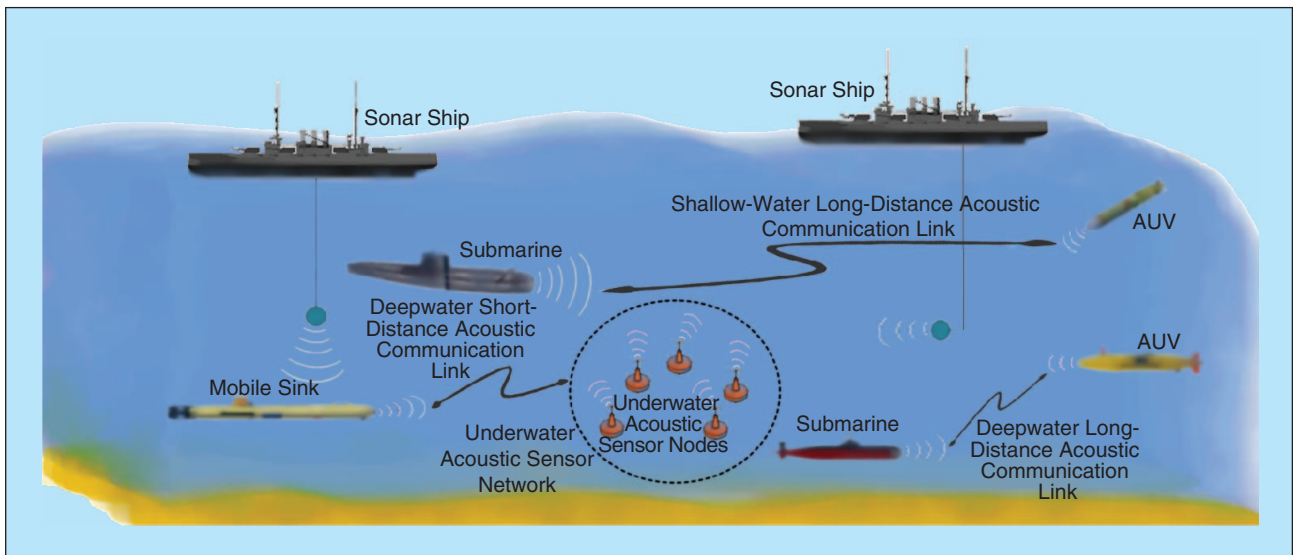 Sonar Ship
Sonar Ship
Shallow-Water Long-Distance Acoustic
Communication Link
AUV
Submarine
Deepwater Short-
Distance Acoustic
Communication
Link
AUV
Mobile Sink
Underwater
Acoustic
Sensor Nodes
Underwater
Acoustic Sensor
Network
Submarine
Deepwater Long-
Distance Acoustic
Communication
Link